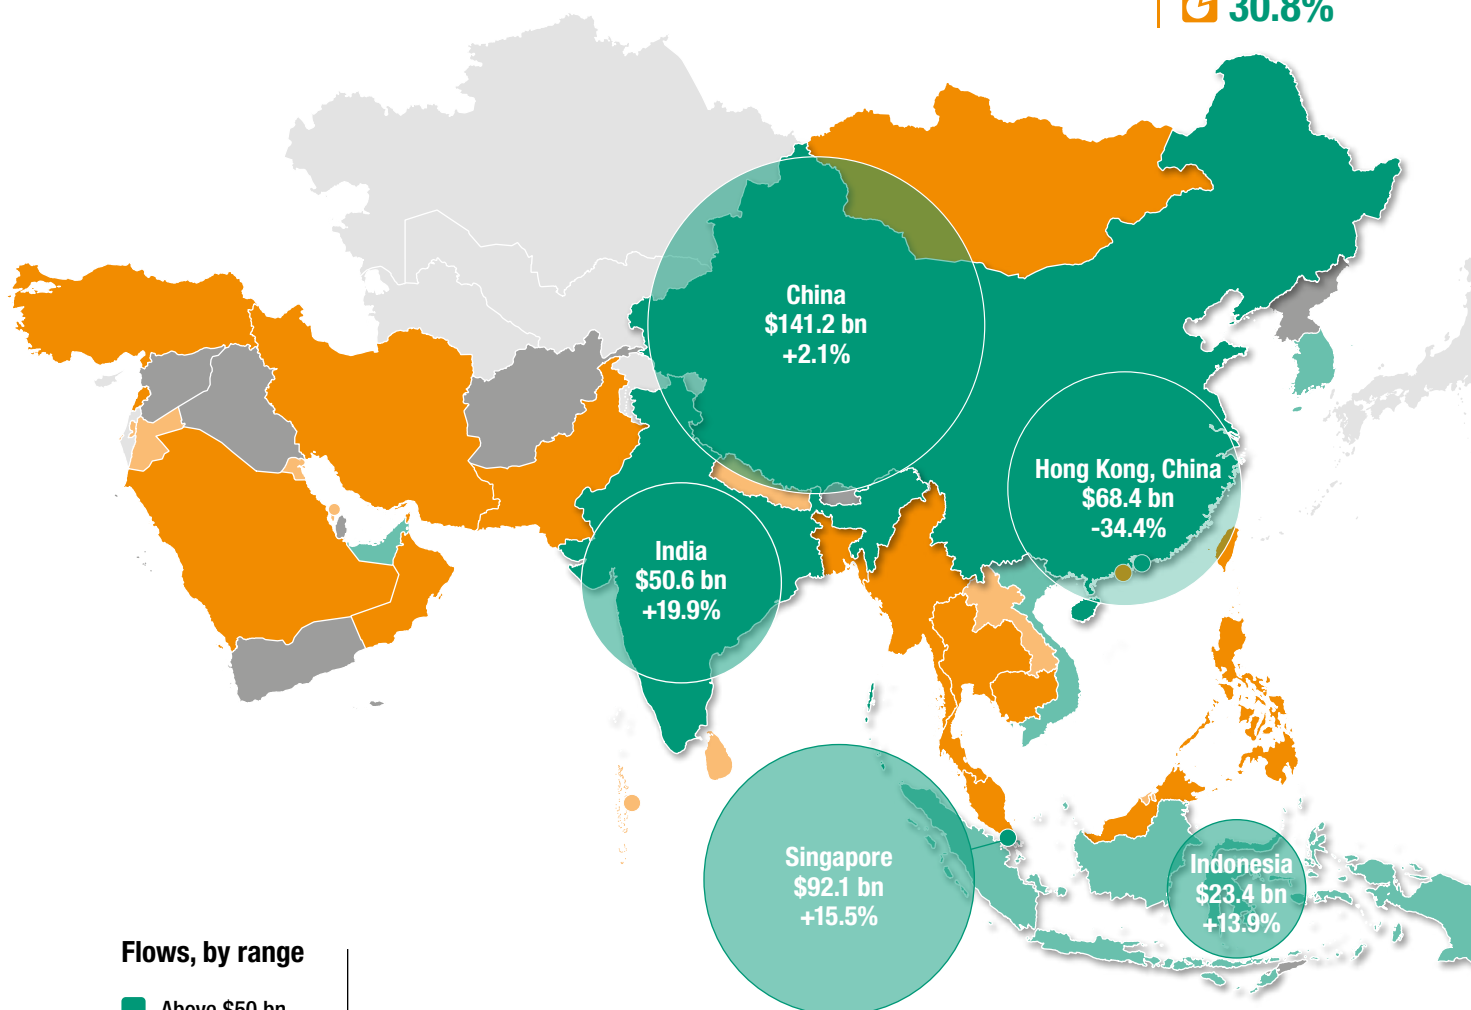 30.8%
China
$141.2 bn
+2.1%
Hong Kong, China
$68.4 bn
-34.4%
India
$50.6 bn
+19.9%
Singapore
$92.1 bn
+15.5%
Indonesia
$23.4 bn
+13.9%
Flows, by range
Above $50 bn